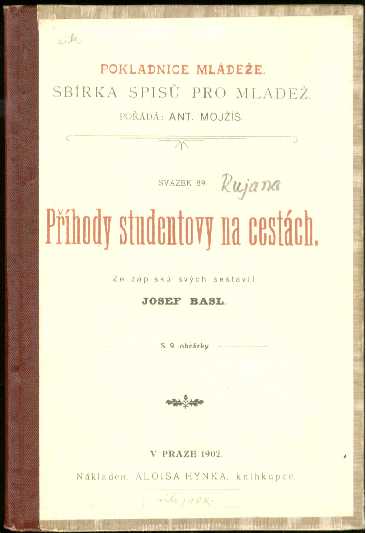 POKLADNICE MLÁDEŽE.
SBÍRKA SPISŮ PRO MLÁDEŽ.
POŘÁDÁ: ANT. MOJŽÍŠ.
SVAZEK 89
Rujana
Příhody studentovy na cestách.
Ze zápisků svých sestavil
JOSEF BASL.
S 9 obrázky
V PRAZE 1902.
Nákladem ALOISA HYNKA, knihkupce.